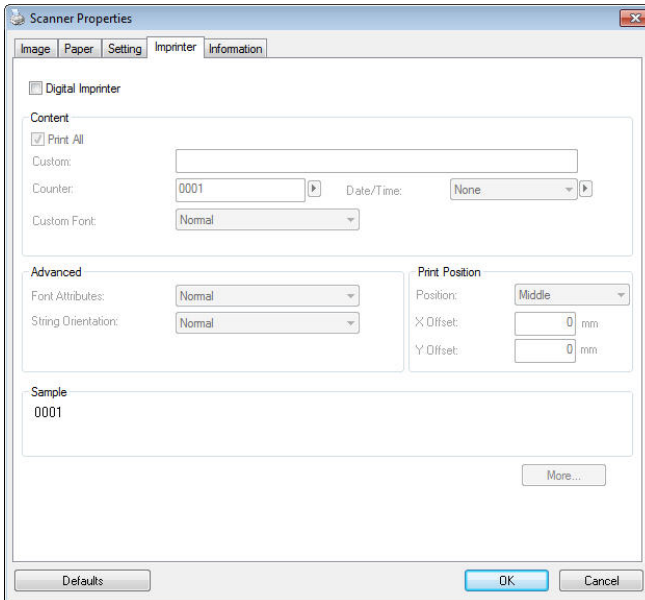 Scanner Properties
Image Paper Setting Imprinter Information
Digital Imprinter
Content
Print All
Custom:
Counter: 0001 Date/Time: None
Custom Font: Normal
Advanced
Font Attributes: Normal
String Orientation: Normal
Print Position
Position: Middle
X Offset: 0 mm
Y Offset: 0 mm
Sample
0001
More...
Defaults OK Cancel